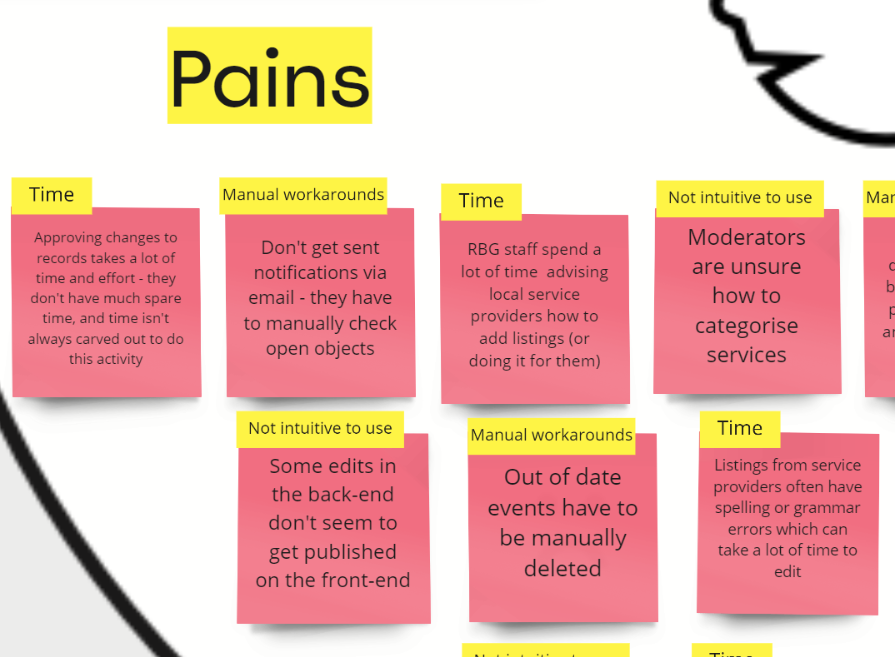 Pains
Time
Approving changes to
records takes a lot of
time and effort - they
don't have much spare
time, and time isn't
always carved out to do
this activity
Manual workarounds
Don't get sent
notifications via
email - they have
to manually check
open objects
Time
RBG staff spend a
lot of time advising
local service
providers how to
add listings (or
doing it for them)
Not intuitive to use
Moderators
are unsure
how to
categorise
services
Not intuitive to use
Some edits in
the back-end
don't seem to
get published
on the front-end
Manual workarounds
Out of date
events have to
be manually
deleted
Time
Listings from service
providers often have
spelling or grammar
errors which can
take a lot of time to
edit
Time